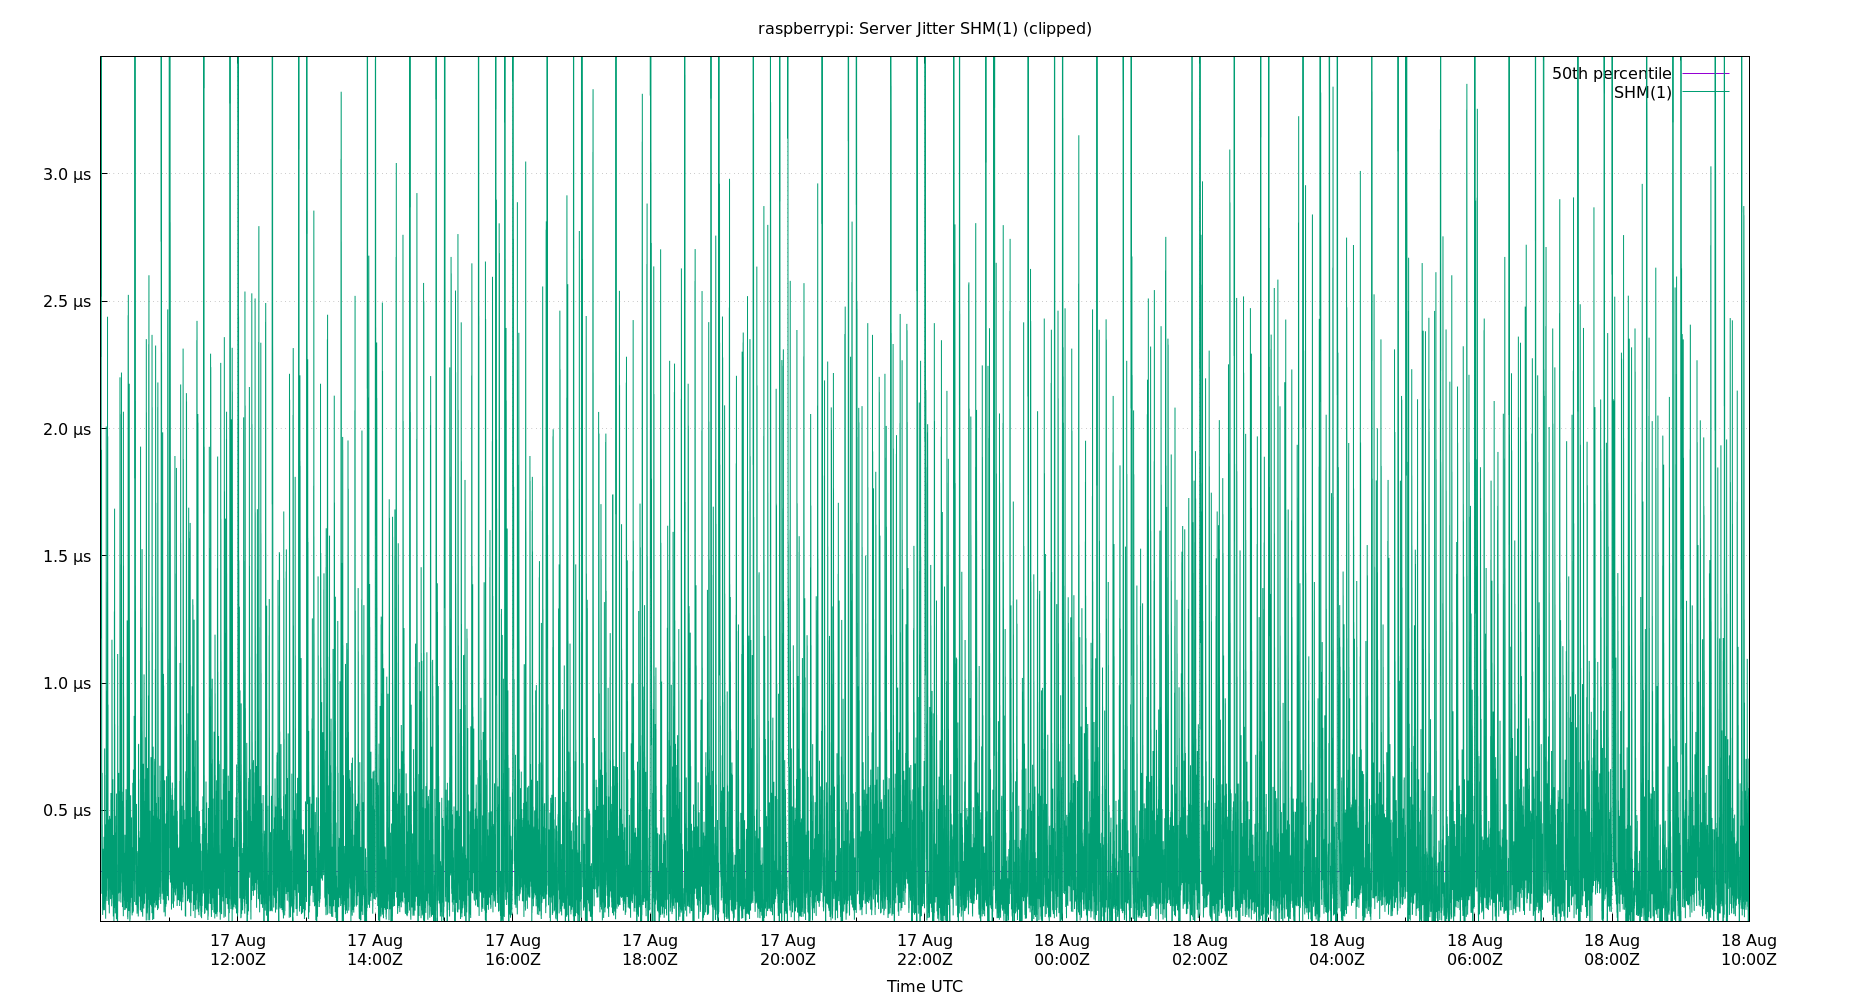 raspberrypi: Server Jitter SHM(1) (clipped)
50th percentile
SHM(1)
3.0 µs
2.5 µs
2.0 µs
1.5 µs
1.0 µs
0.5 µs
17 Aug 17 Aug 17 Aug 17 Aug 17 Aug 17 Aug 18 Aug 18 Aug 18 Aug 18 Aug 18 Aug 18 Aug
12:00Z 14:00Z 16:00Z 18:00Z 20:00Z 22:00Z 00:00Z 02:00Z 04:00Z 06:00Z 08:00Z 10:00Z
Time UTC